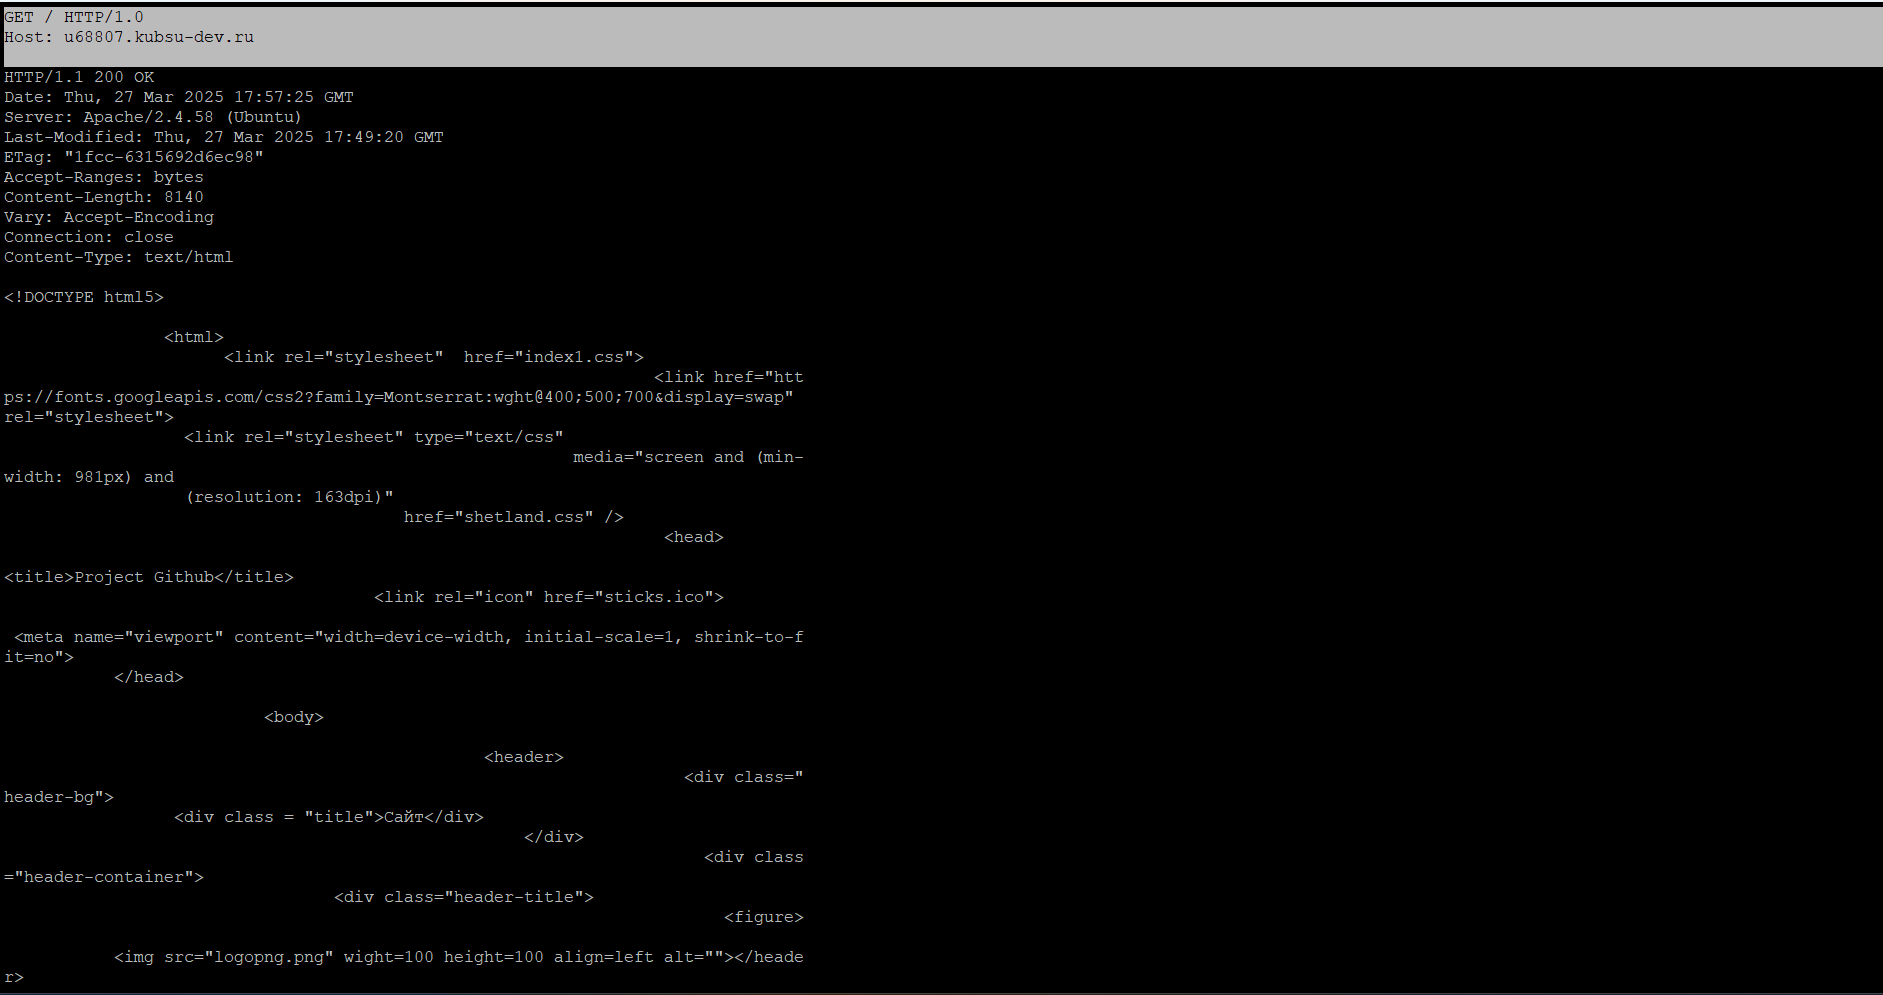 GET / HTTP/1.0
Host: u68807.kubsu-dev.ru
HTTP/1.1 200 OK
Date: Thu, 27 Mar 2025 17:57:25 GMT
Server: Apache/2.4.58 (Ubuntu)
Last-Modified: Thu, 27 Mar 2025 17:49:20 GMT
ETag: "1fcc-6315692d6ec98"
Accept-Ranges: bytes
Content-Length: 8140
Vary: Accept-Encoding
Connection: close
Content-Type: text/html
<!DOCTYPE html5>
<html>
<link rel="stylesheet"  href="index1.css">
<link href="htt
ps://fonts.googleapis.com/css2?family=Montserrat:wght@400;500;700&display=swap"
rel="stylesheet">
<link rel="stylesheet" type="text/css"
media="screen and (min-
width: 981px) and
(resolution: 163dpi)"
href="shetland.css" />
<head>
<title>Project Github</title>
<link rel="icon" href="sticks.ico">
<meta name="viewport" content="width=device-width, initial-scale=1, shrink-to-f
it=no">
</head>
<body>
<header>
<div class="
header-bg">
<div class = "title">Сайт</div>
</div>
<div class
="header-container">
<div class="header-title">
<figure>
<img src="logopng.png" wight=100 height=100 align=left alt=""></heade
r>